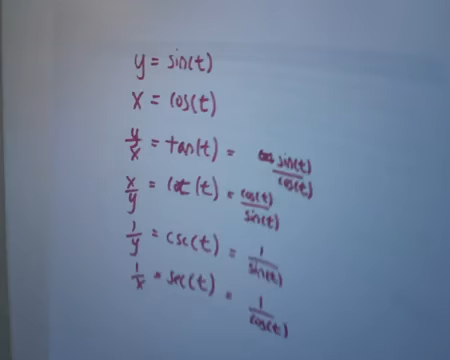 y = sin(t)
x = cos(t)
y/x = tan(t) = sin(t)/cos(t)
x/y = cot(t) = cos(t)/sin(t)
1/y = csc(t) = 1/sin(t)
1/x = sec(t) = 1/cos(t)